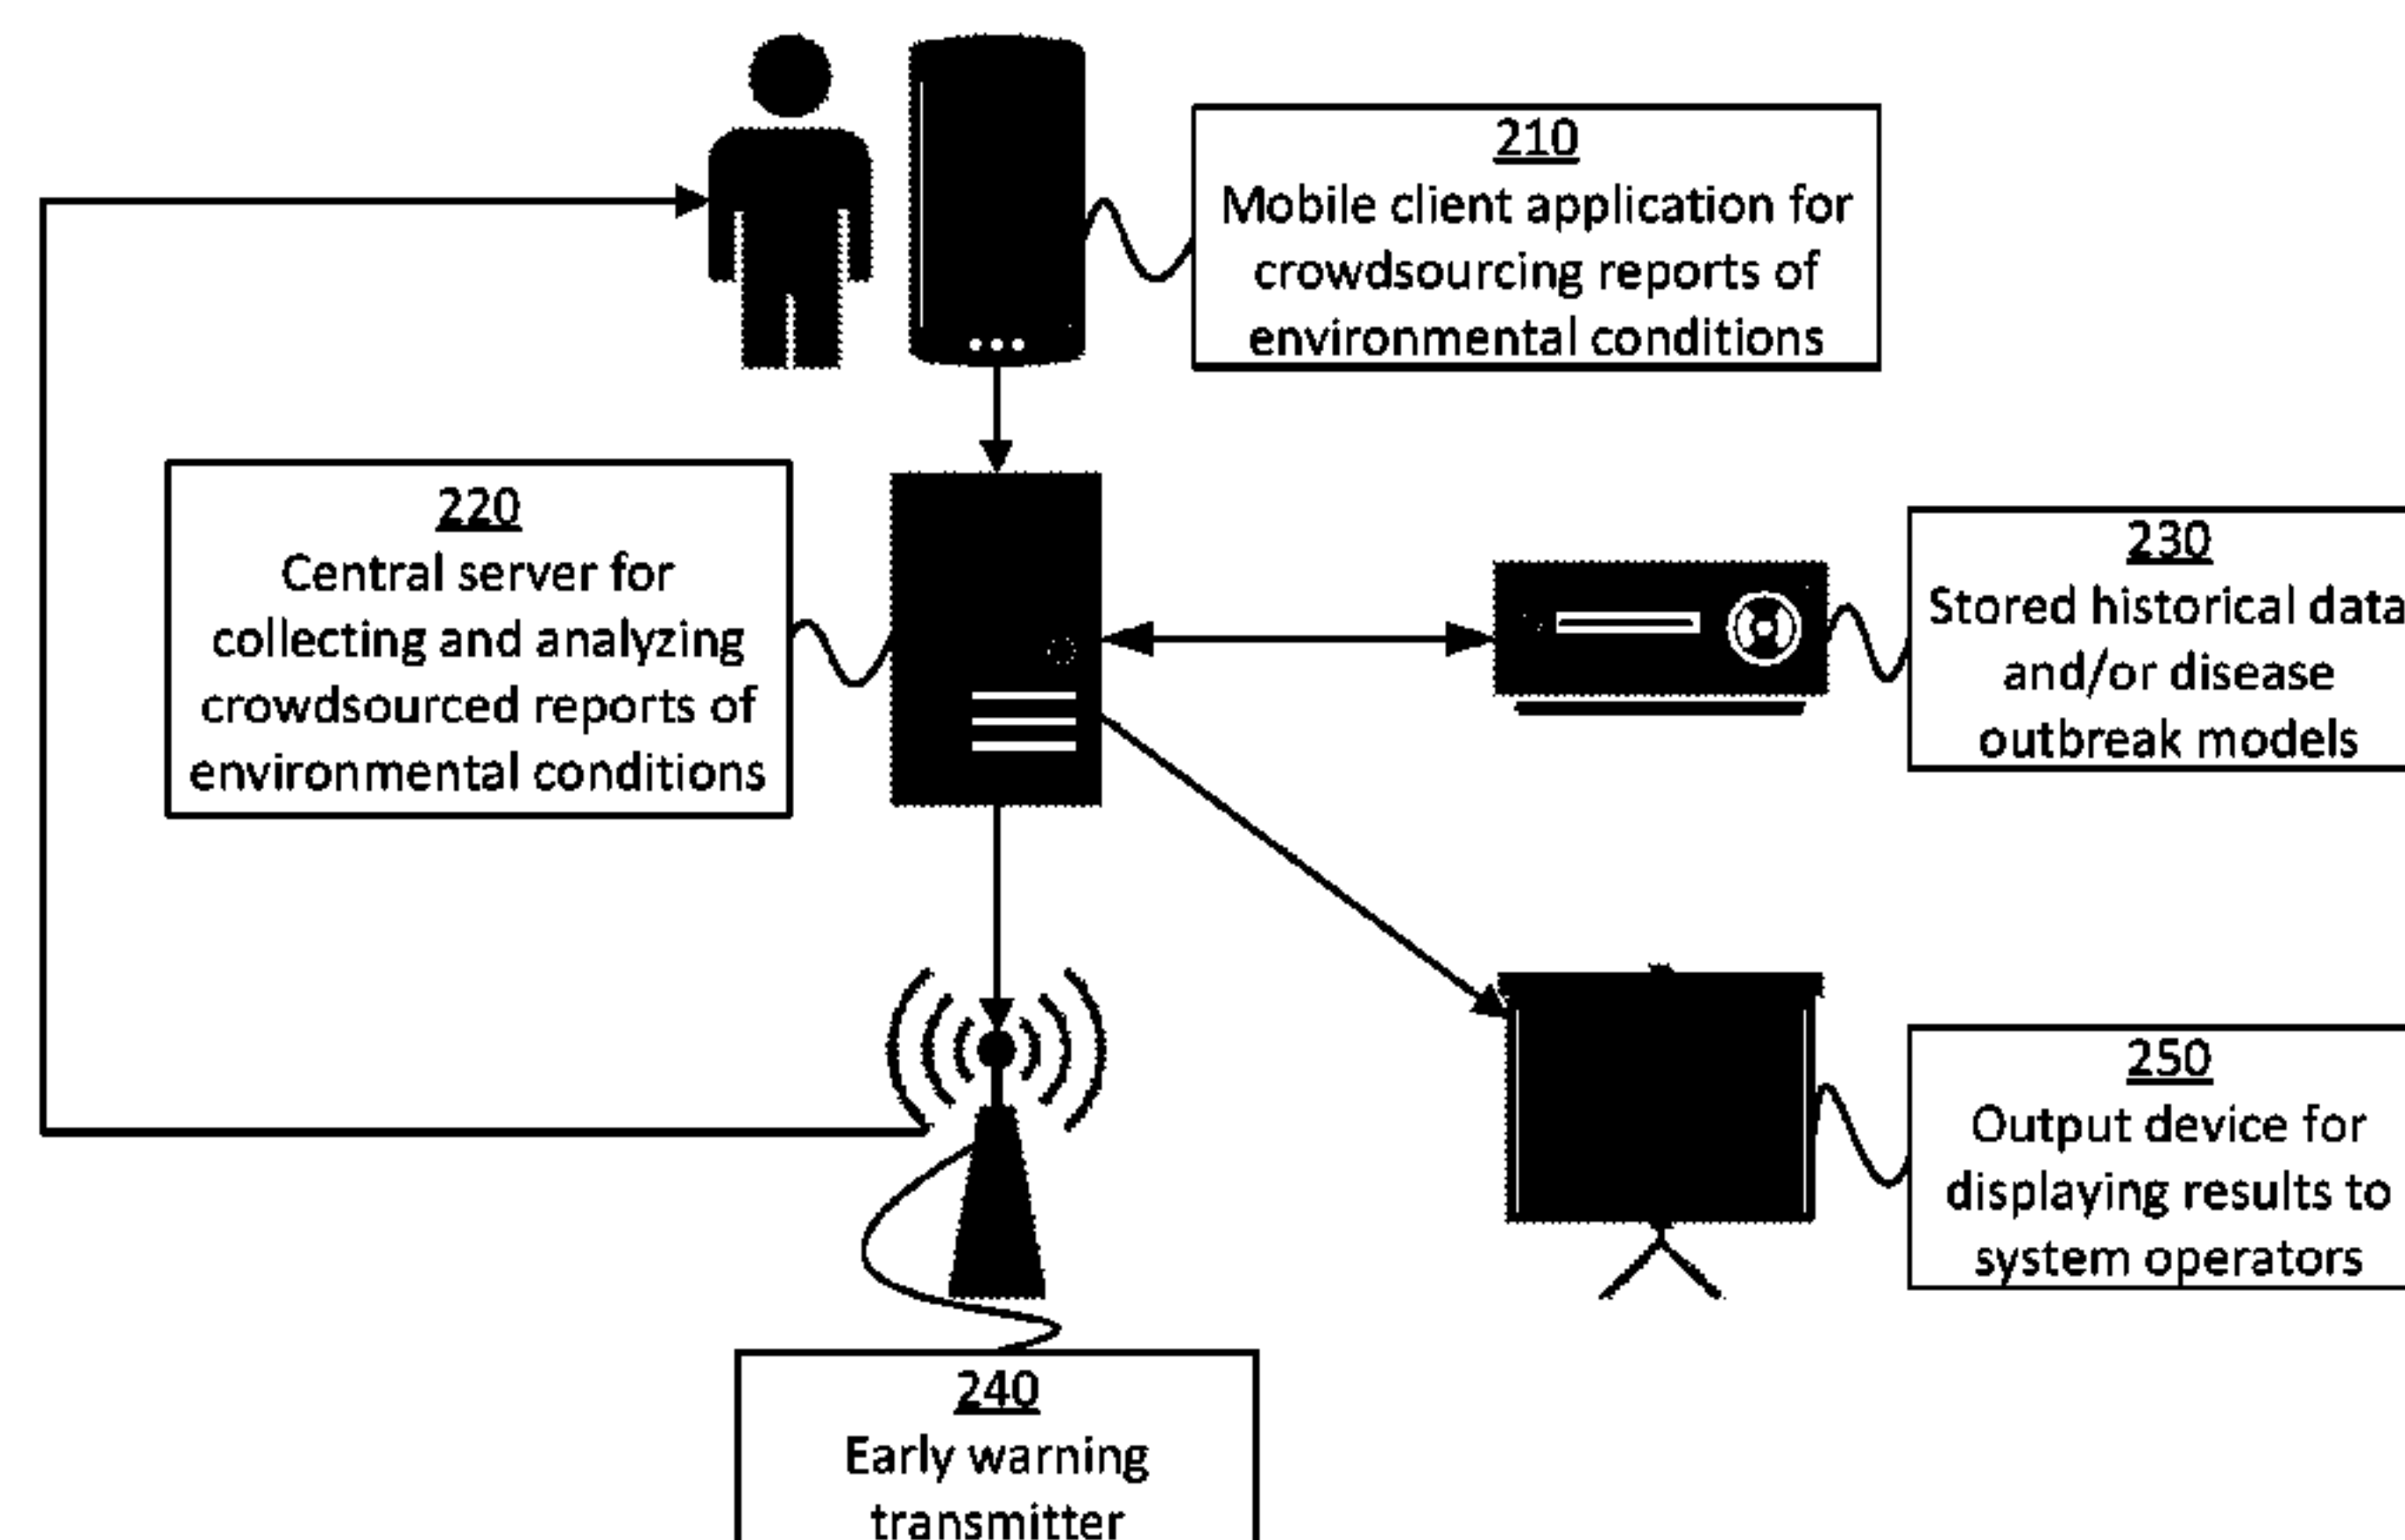 210
Mobile client application for
crowdsourcing reports of
environmental conditions
220
Central server for
collecting and analyzing
crowdsourced reports of
environmental conditions
230
Stored historical data
and/or disease
outbreak models
250
Output device for
displaying results to
system operators
240
Early warning
transmitter